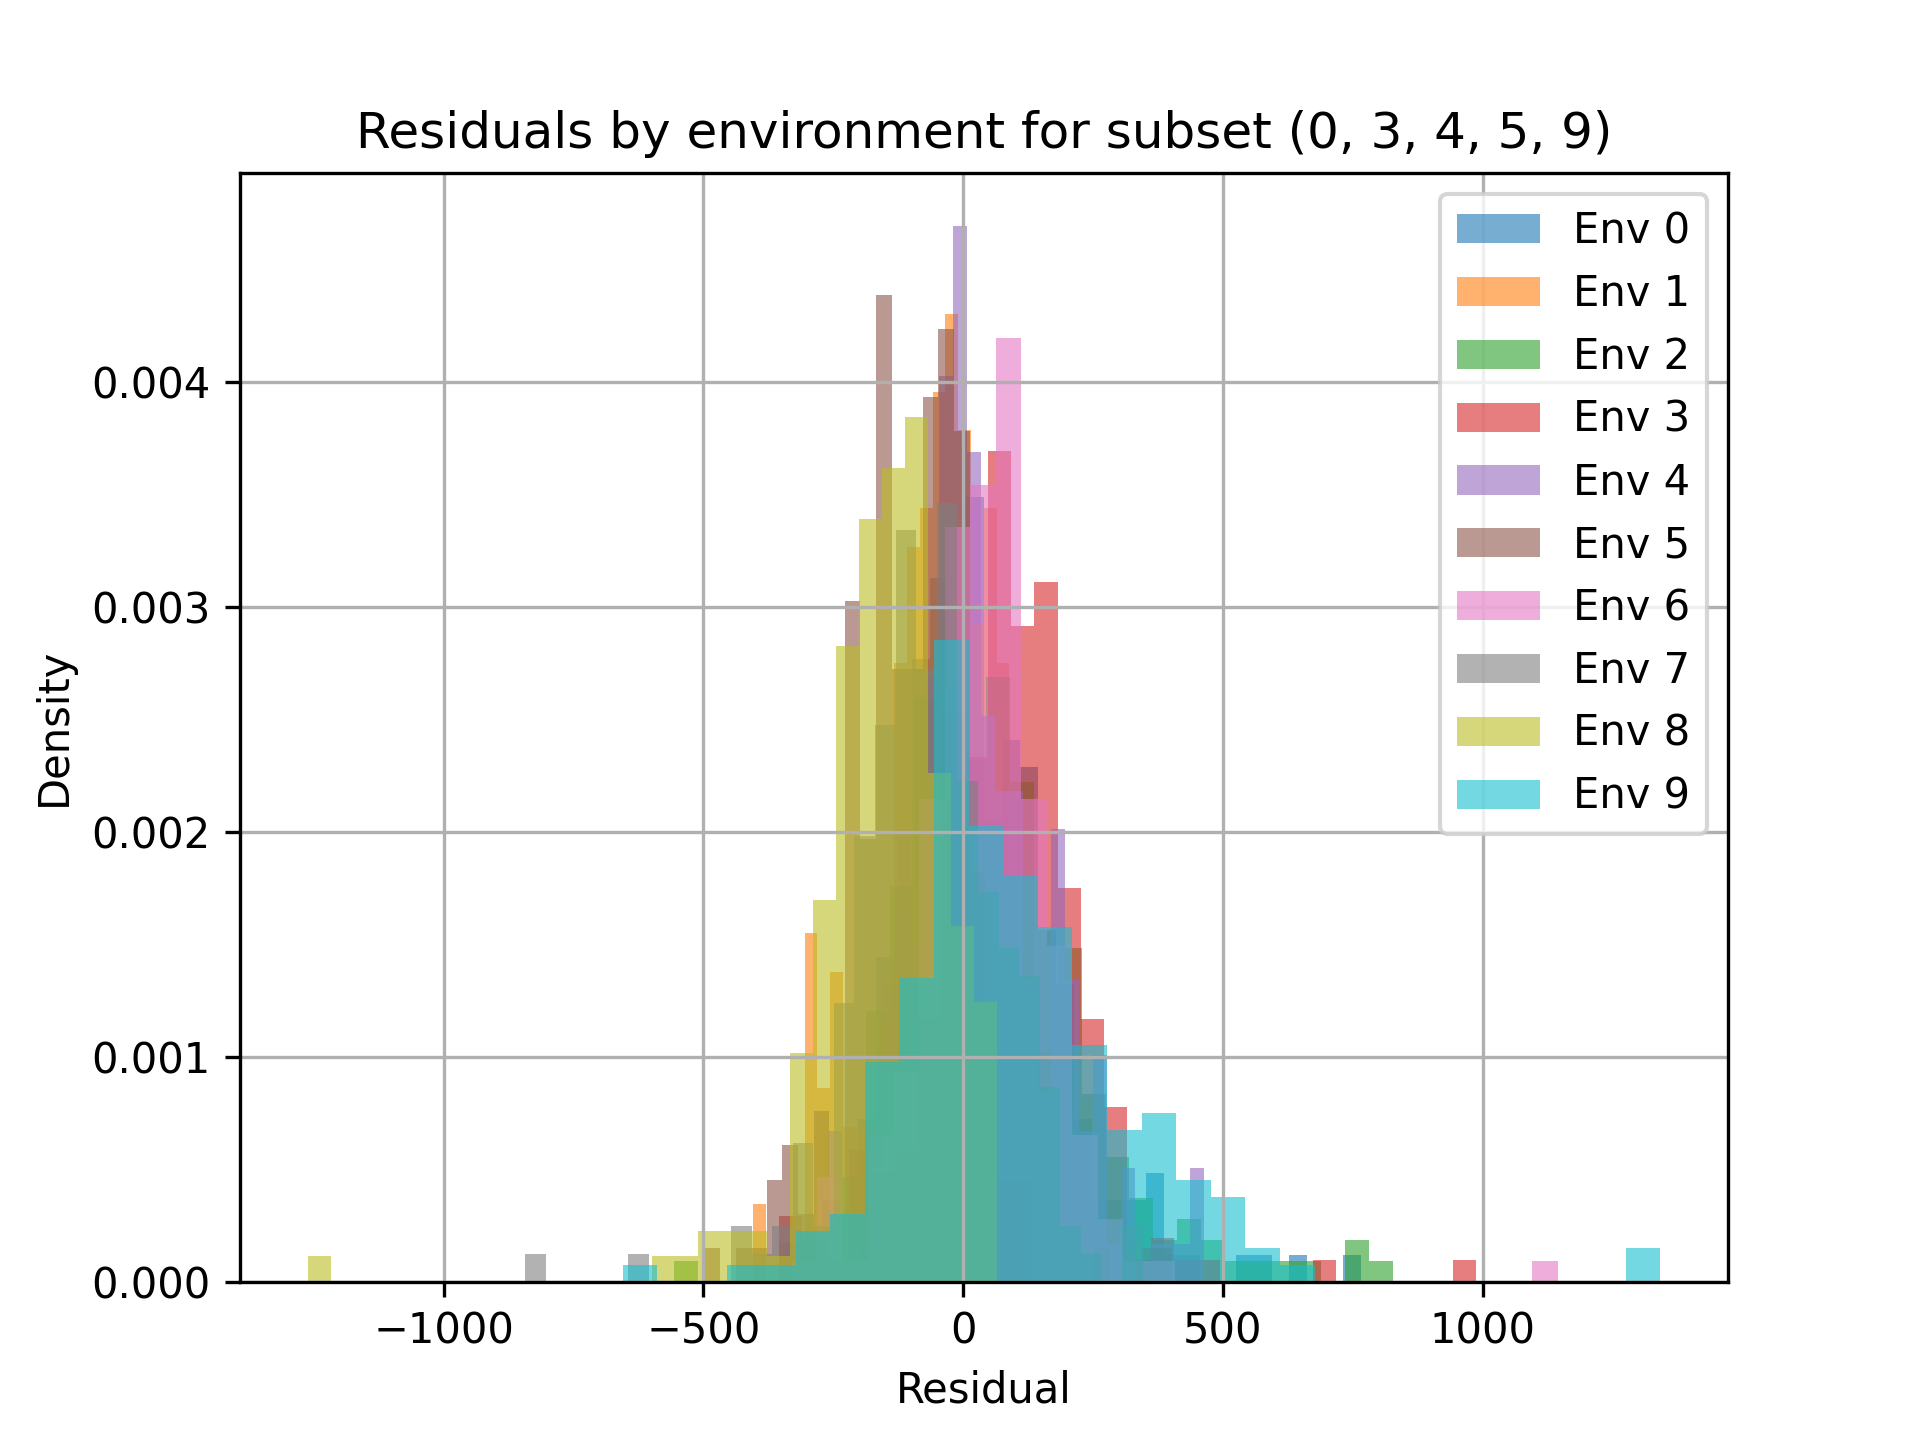 Residuals by environment for subset (0, 3, 4, 5, 9)
Env 0
Env 1
Env 2
Env 3
Env 4
Env 5
Env 6
Env 7
Env 8
Env 9
Density
0.004
0.003
0.002
0.001
0.000
−1000 −500 0 500 1000
Residual